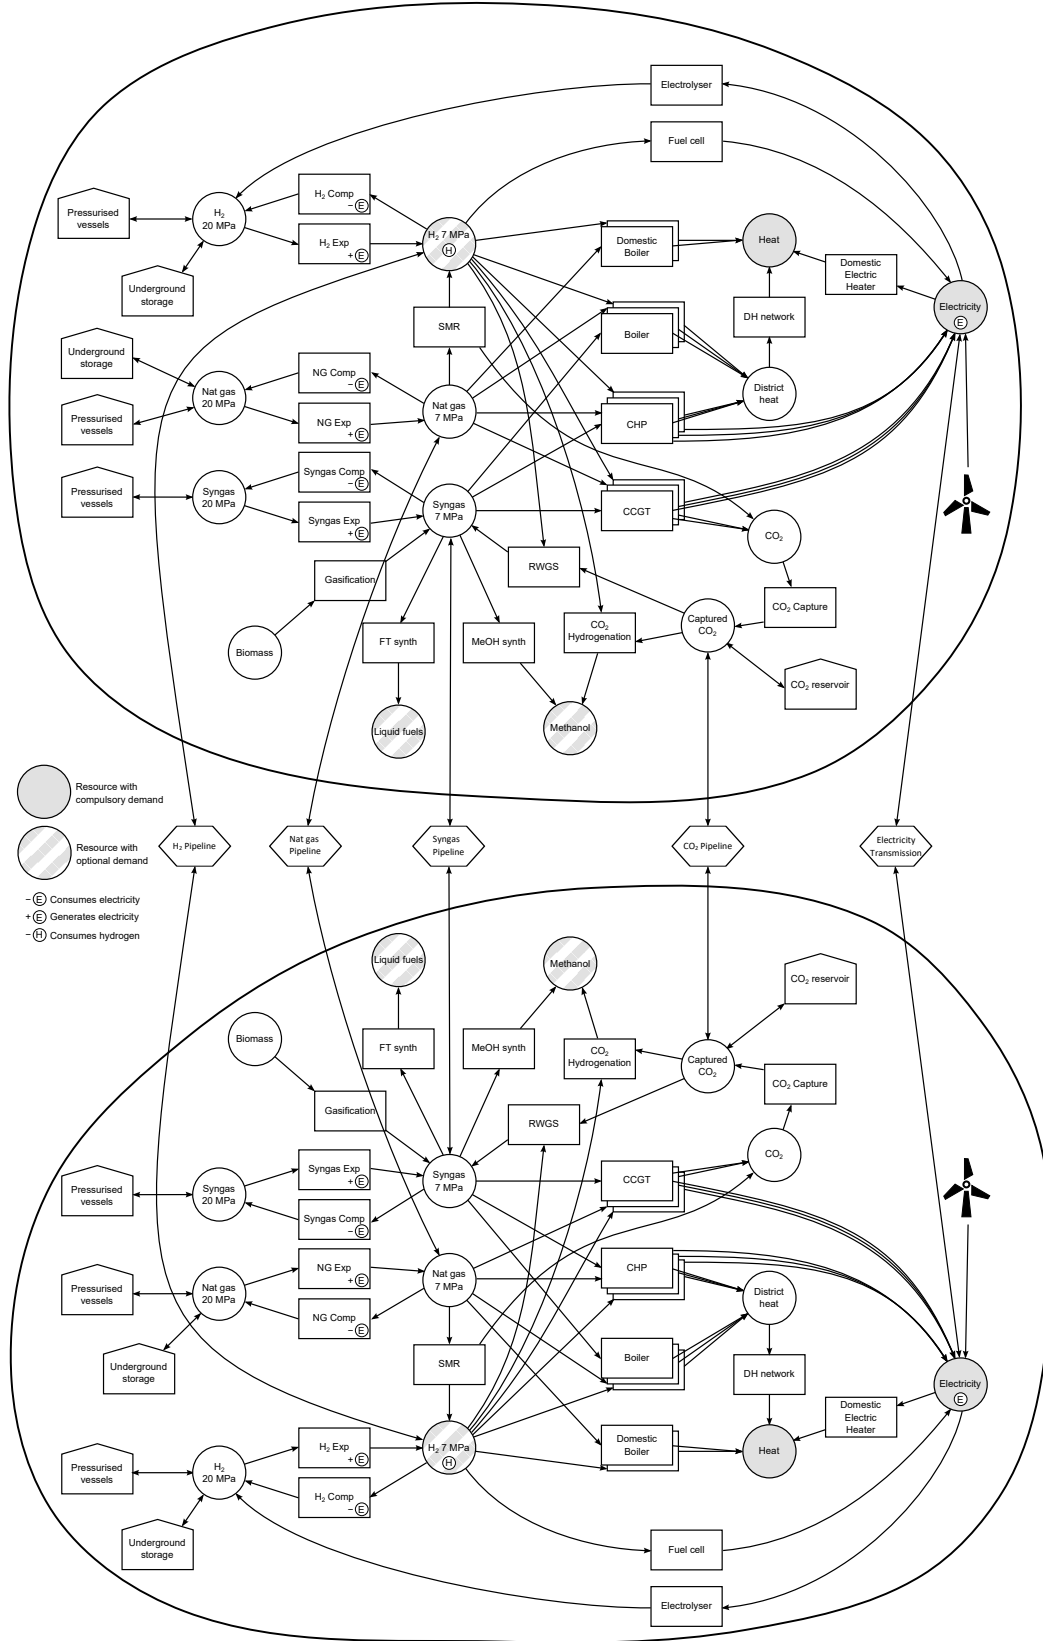 Electrolyser
Fuel cell
H₂ Comp
− E
Pressurised
vessels
H₂
20 MPa
H₂ Exp
+ E
H₂ 7 MPa
H
Domestic
Boiler
Heat
Domestic
Electric
Heater
Underground
storage
Electricity
E
SMR
Boiler
DH network
Underground
storage
Nat gas
20 MPa
NG Comp
− E
Nat gas
7 MPa
District
heat
Pressurised
vessels
NG Exp
+ E
CHP
Syngas Comp
− E
Pressurised
vessels
Syngas
20 MPa
Syngas
7 MPa
CCGT
Syngas Exp
+ E
CO₂
Gasification
RWGS
CO₂ Capture
Biomass
FT synth
MeOH synth
CO₂
Hydrogenation
Captured
CO₂
CO₂ reservoir
Liquid fuels
Methanol
Resource with
compulsory demand
Resource with
optional demand
− E Consumes electricity
+ E Generates electricity
− H Consumes hydrogen
H₂ Pipeline
Nat gas
Pipeline
Syngas
Pipeline
CO₂ Pipeline
Electricity
Transmission
Liquid fuels
Methanol
CO₂ reservoir
Biomass
FT synth
MeOH synth
CO₂
Hydrogenation
Captured
CO₂
CO₂ Capture
Gasification
RWGS
CO₂
Syngas Exp
+ E
Pressurised
vessels
Syngas
20 MPa
Syngas
7 MPa
CCGT
Syngas Comp
− E
NG Exp
+ E
Pressurised
vessels
Nat gas
20 MPa
Nat gas
7 MPa
CHP
District
heat
NG Comp
− E
Underground
storage
SMR
Boiler
DH network
Electricity
E
Domestic
Electric
Heater
H₂ Exp
+ E
H₂ 7 MPa
H
Domestic
Boiler
Heat
Pressurised
vessels
H₂
20 MPa
H₂ Comp
− E
Underground
storage
Fuel cell
Electrolyser